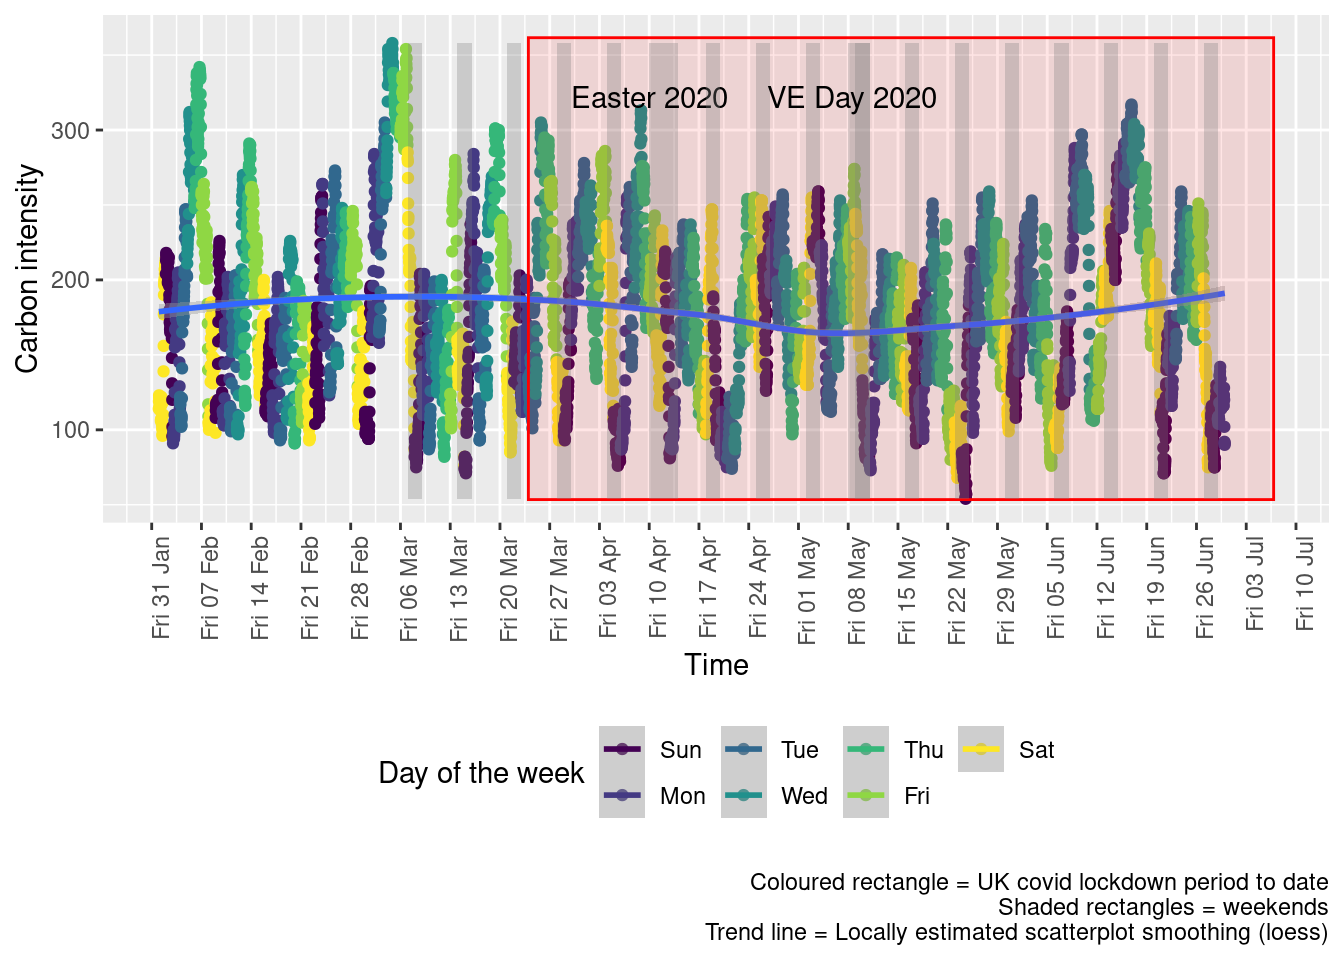 Easter 2020 VE Day 2020
300
200
100
Carbon intensity
Fri 31 Jan
Fri 07 Feb
Fri 14 Feb
Fri 21 Feb
Fri 28 Feb
Fri 06 Mar
Fri 13 Mar
Fri 20 Mar
Fri 27 Mar
Fri 03 Apr
Fri 10 Apr
Fri 17 Apr
Fri 24 Apr
Fri 01 May
Fri 08 May
Fri 15 May
Fri 22 May
Fri 29 May
Fri 05 Jun
Fri 12 Jun
Fri 19 Jun
Fri 26 Jun
Fri 03 Jul
Fri 10 Jul
Time
Day of the week
Sun Tue Thu Sat
Mon Wed Fri
Coloured rectangle = UK covid lockdown period to date
Shaded rectangles = weekends
Trend line = Locally estimated scatterplot smoothing (loess)